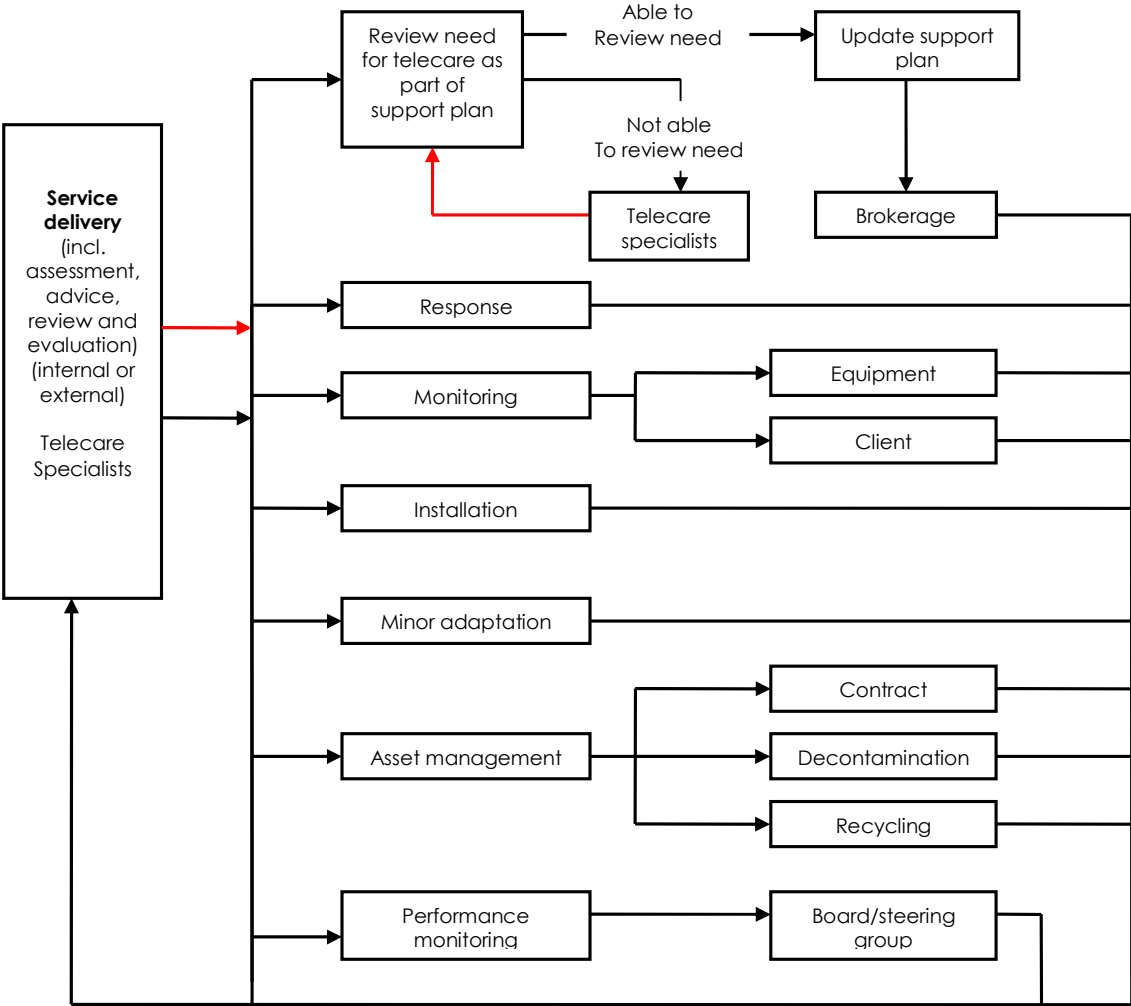 Service
delivery
(incl.
assessment,
advice,
review and
evaluation)
(internal or
external)
Telecare
Specialists
Review need
for telecare as
part of
support plan
Able to
Review need
Update support
plan
Not able
To review need
Telecare
specialists
Brokerage
Response
Monitoring
Equipment
Client
Installation
Minor adaptation
Asset management
Contract
Decontamination
Recycling
Performance
monitoring
Board/steering
group